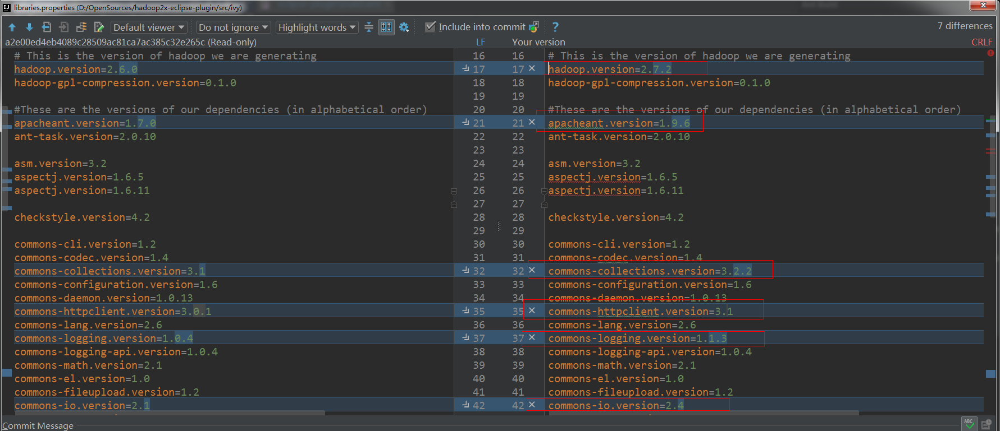 libraries.properties (D:/OpenSources/hadoop2x-eclipse-plugin/src/ivy)
Default viewer Do not ignore Highlight words Include into commit ? 7 differences
a2e00ed4eb4089c28509ac81ca7ac385c32e265c (Read-only) LF Your version CRLF
# This is the version of hadoop we are generating 16 16 # This is the version of hadoop we are generating
hadoop.version=2.6.0 17 17 hadoop.version=2.7.2
hadoop-gpl-compression.version=0.1.0 18 18 hadoop-gpl-compression.version=0.1.0
19 19
#These are the versions of our dependencies (in alphabetical order) 20 20 #These are the versions of our dependencies (in alphabetical order)
apacheant.version=1.7.0 21 21 apacheant.version=1.9.6
ant-task.version=2.0.10 22 22 ant-task.version=2.0.10
23 23
asm.version=3.2 24 24 asm.version=3.2
aspectj.version=1.6.5 25 25 aspectj.version=1.6.5
aspectj.version=1.6.11 26 26 aspectj.version=1.6.11
27 27
checkstyle.version=4.2 28 28 checkstyle.version=4.2
29 29
commons-cli.version=1.2 30 30 commons-cli.version=1.2
commons-codec.version=1.4 31 31 commons-codec.version=1.4
commons-collections.version=3.1 32 32 commons-collections.version=3.2.2
commons-configuration.version=1.6 33 33 commons-configuration.version=1.6
commons-daemon.version=1.0.13 34 34 commons-daemon.version=1.0.13
commons-httpclient.version=3.0.1 35 35 commons-httpclient.version=3.1
commons-lang.version=2.6 36 36 commons-lang.version=2.6
commons-logging.version=1.0.4 37 37 commons-logging.version=1.1.3
commons-logging-api.version=1.0.4 38 38 commons-logging-api.version=1.0.4
commons-math.version=2.1 39 39 commons-math.version=2.1
commons-el.version=1.0 40 40 commons-el.version=1.0
commons-fileupload.version=1.2 41 41 commons-fileupload.version=1.2
commons-io.version=2.1 42 42 commons-io.version=2.4
Commit Message ABC